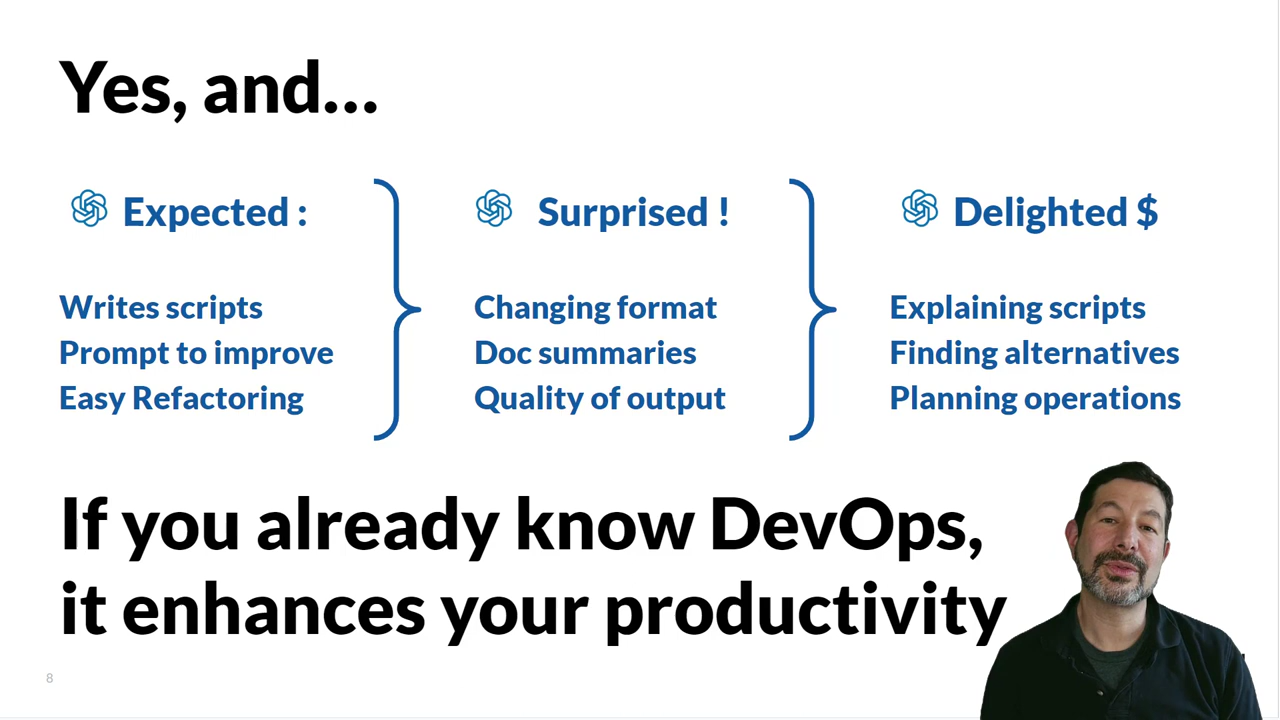 Yes, and...
Expected :
Writes scripts
Prompt to improve
Easy Refactoring
Surprised !
Changing format
Doc summaries
Quality of output
Delighted $
Explaining scripts
Finding alternatives
Planning operations
If you already know DevOps,
it enhances your productivity
8